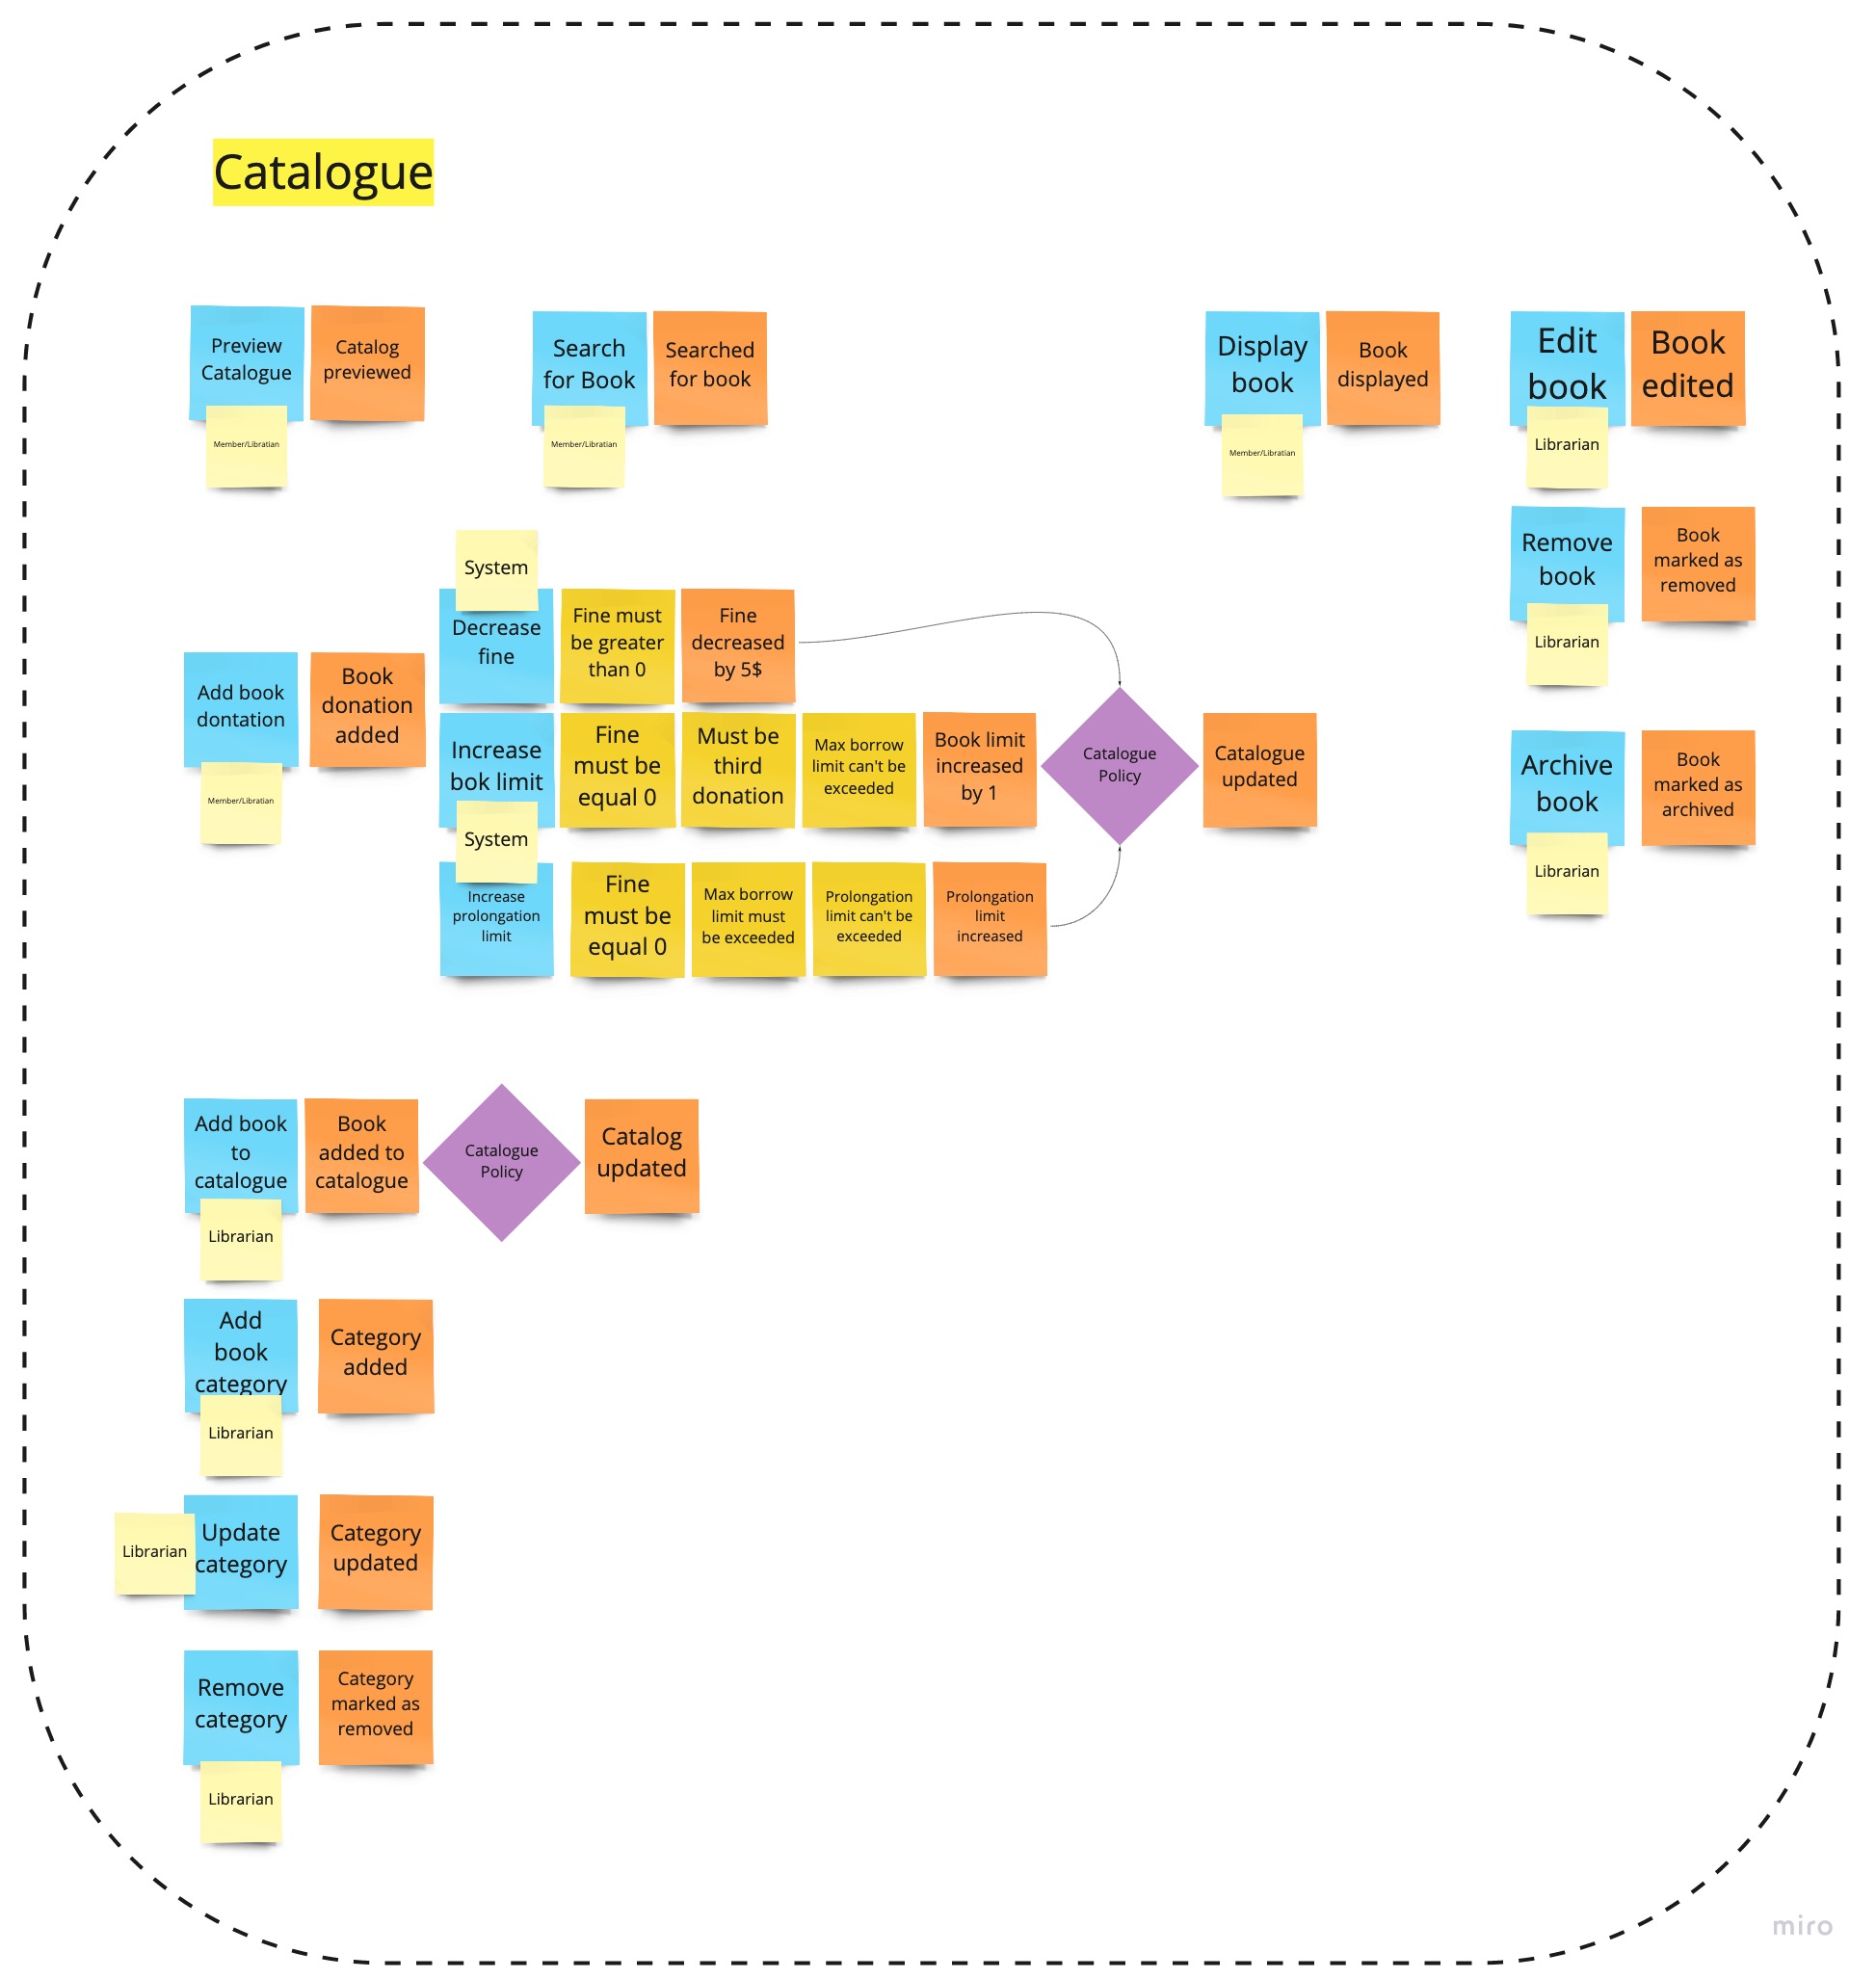 Catalogue
Preview
Catalogue
Member/Libratian
Catalog
previewed
Search
for Book
Member/Libratian
Searched
for book
Display
book
Member/Libratian
Book
displayed
Edit
book
Librarian
Book
edited
Remove
book
Librarian
Book
marked as
removed
Archive
book
Librarian
Book
marked as
archived
Add book
dontation
Member/Libratian
Book
donation
added
System
Decrease
fine
Fine must
be greater
than 0
Fine
decreased
by 5$
Increase
bok limit
System
Fine
must be
equal 0
Must be
third
donation
Max borrow
limit can't be
exceeded
Book limit
increased
by 1
Catalogue
Policy
Catalogue
updated
Increase
prolongation
limit
Fine
must be
equal 0
Max borrow
limit must
be exceeded
Prolongation
limit can't be
exceeded
Prolongation
limit
increased
Add book
to
catalogue
Librarian
Book
added to
catalogue
Catalogue
Policy
Catalog
updated
Add
book
category
Librarian
Category
added
Librarian
Update
category
Category
updated
Remove
category
Librarian
Category
marked as
removed
miro